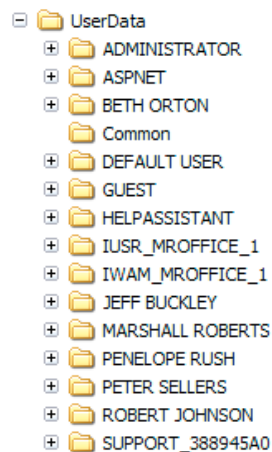 UserData
ADMINISTRATOR
ASPNET
BETH ORTON
Common
DEFAULT USER
GUEST
HELPASSISTANT
IUSR_MROFFICE_1
IWAM_MROFFICE_1
JEFF BUCKLEY
MARSHALL ROBERTS
PENELOPE RUSH
PETER SELLERS
ROBERT JOHNSON
SUPPORT_388945A0